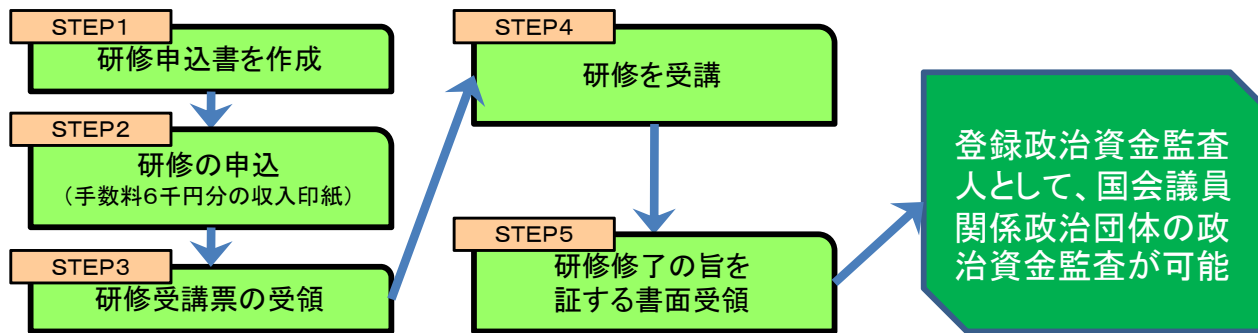 STEP1
研修申込書を作成
STEP2
研修の申込
(手数料6千円分の収入印紙)
STEP3
研修受講票の受領
STEP4
研修を受講
STEP5
研修修了の旨を
証する書面受領
登録政治資金監査
人として、国会議員
関係政治団体の政
治資金監査が可能